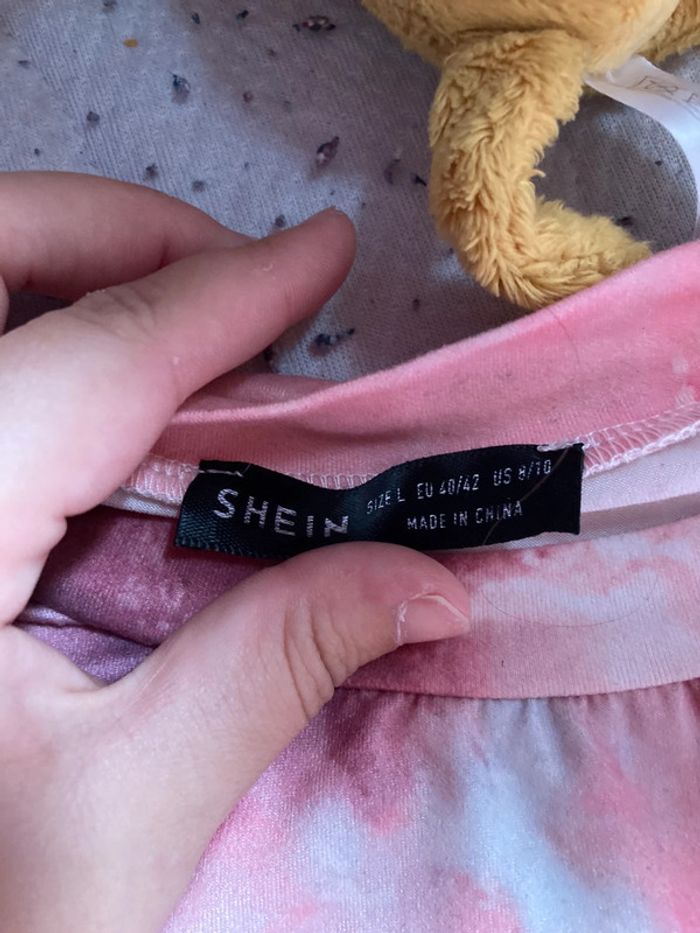 SHEIN
SIZE L EU 40/42 US 8/10
MADE IN CHINA